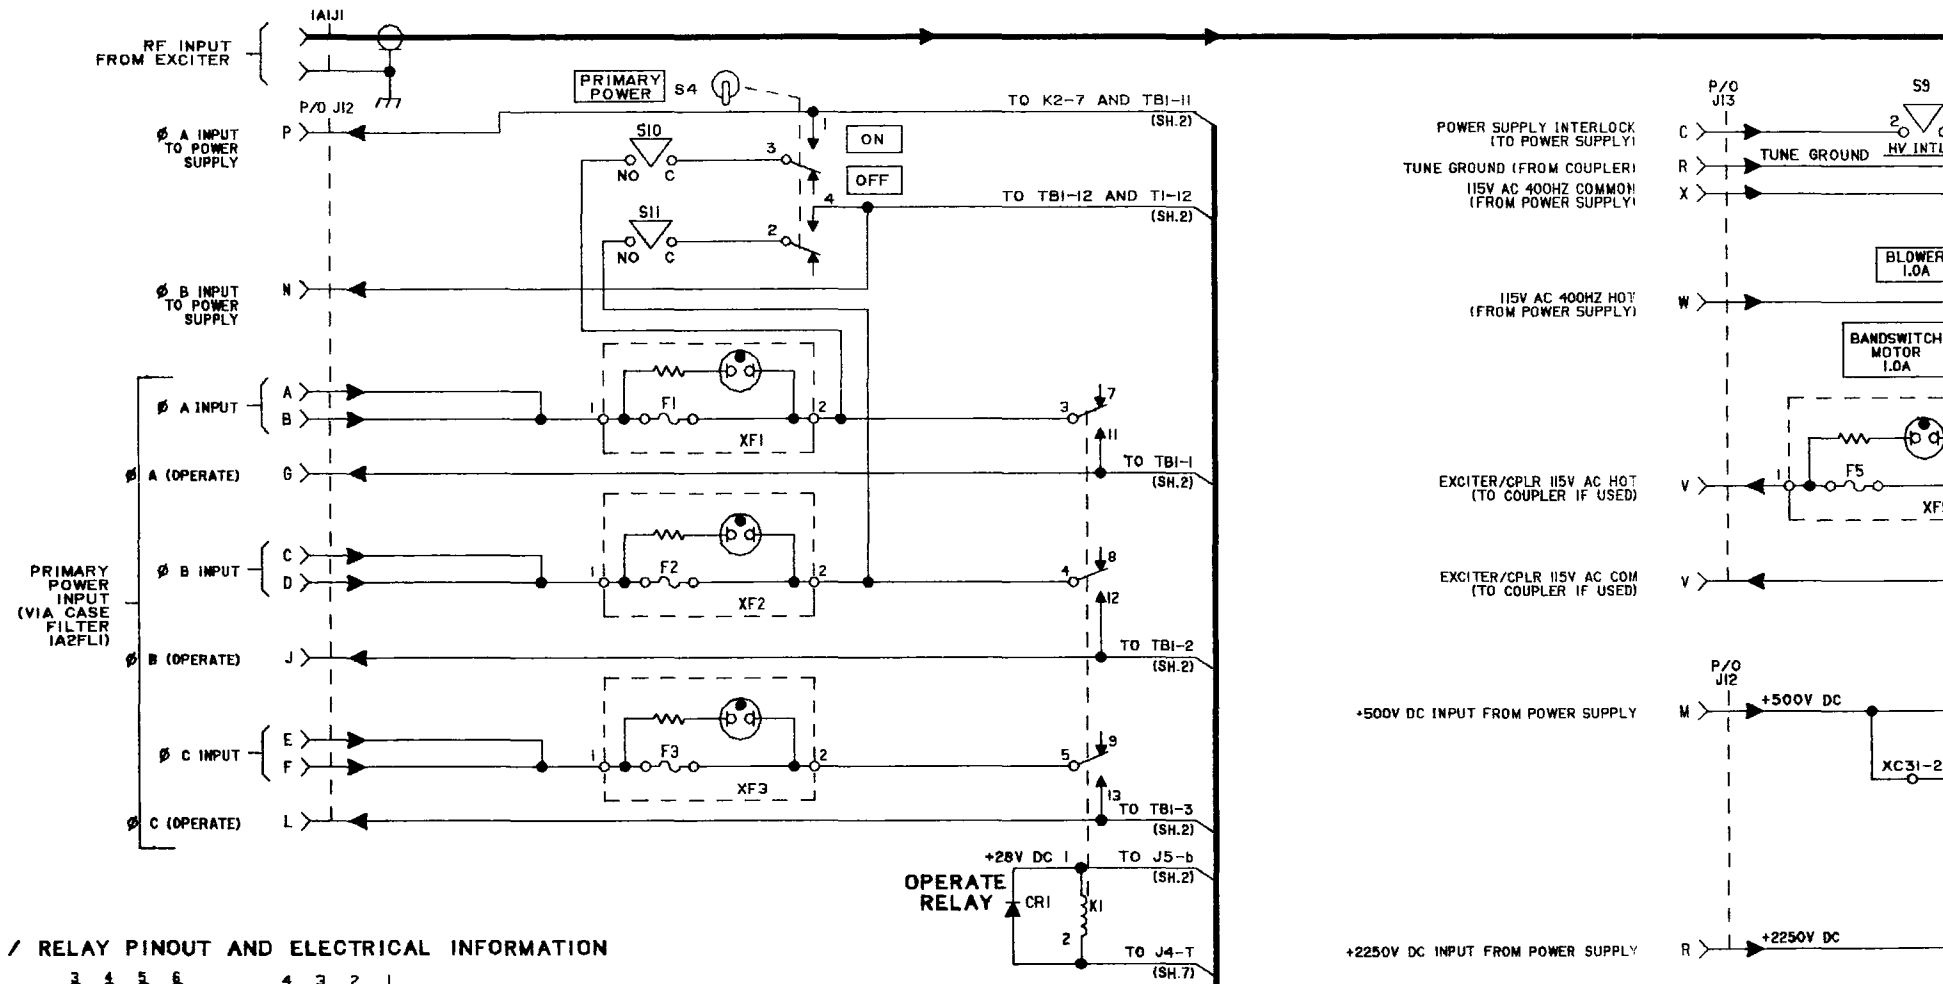 1A1J1
RF INPUT
FROM EXCITER
P/O J12
PRIMARY
POWER
S4
TO K2-7 AND TB1-11
(SH.2)
Ø A INPUT
TO POWER
SUPPLY
P
S10
NO C
3
1
ON
OFF
4
TO TB1-12 AND T1-12
(SH.2)
S11
NO C
2
Ø B INPUT
TO POWER
SUPPLY
N
PRIMARY
POWER
INPUT
(VIA CASE
FILTER
1A2FL1)
Ø A INPUT
A
B
1
F1
2
XF1
3
7
11
Ø A (OPERATE)
G
TO TB1-1
(SH.2)
Ø B INPUT
C
D
1
F2
2
XF2
4
8
12
Ø B (OPERATE)
J
TO TB1-2
(SH.2)
Ø C INPUT
E
F
1
F3
2
XF3
5
9
13
Ø C (OPERATE)
L
TO TB1-3
(SH.2)
+28V DC 1
TO J5-b
(SH.2)
OPERATE
RELAY
CR1
K1
2
TO J4-T
(SH.7)
/ RELAY PINOUT AND ELECTRICAL INFORMATION
3 4 5 6
4 3 2 1
P/O
J13
S9
POWER SUPPLY INTERLOCK
(TO POWER SUPPLY)
C
2
HV INTL
TUNE GROUND (FROM COUPLER)
R
TUNE GROUND
115V AC 400HZ COMMON
(FROM POWER SUPPLY)
X
BLOWER
1.0A
115V AC 400HZ HOT
(FROM POWER SUPPLY)
W
BANDSWITCH
MOTOR
1.0A
EXCITER/CPLR 115V AC HOT
(TO COUPLER IF USED)
V
1
F5
XF5
EXCITER/CPLR 115V AC COM
(TO COUPLER IF USED)
V
P/O
J12
+500V DC INPUT FROM POWER SUPPLY
M
+500V DC
XC31-2
+2250V DC INPUT FROM POWER SUPPLY
R
+2250V DC